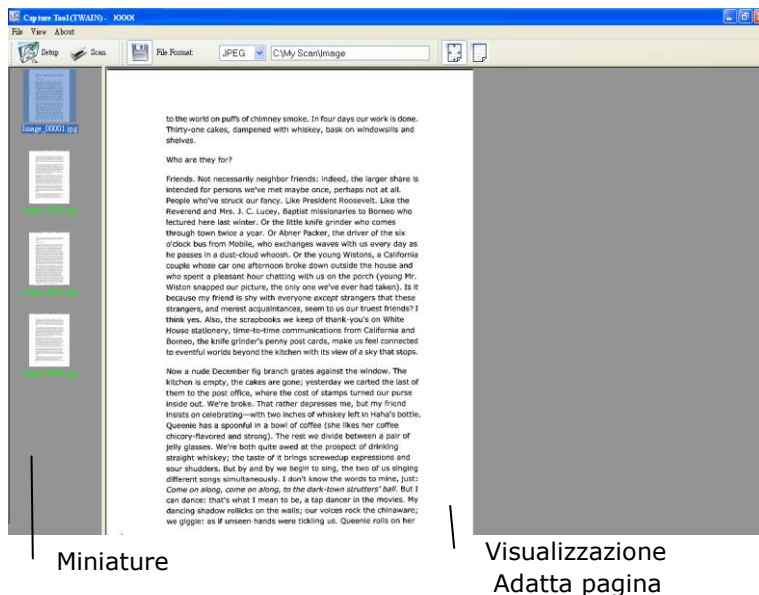 Capture Tool(TWAIN)- XXXX
File View About
Setup Scan File Format: JPEG C:\My Scan\Image
Image_00001.jpg
to the world on puffs of chimney smoke. In four days our work is done.
Thirty-one cakes, dampened with whiskey, bask on windowsills and
shelves.
Who are they for?
Friends. Not necessarily neighbor friends: indeed, the larger share is
intended for persons we've met maybe once, perhaps not at all.
People who've struck our fancy. Like President Roosevelt. Like the
Reverend and Mrs. J. C. Lucey, Baptist missionaries to Borneo who
lectured here last winter. Or the little knife grinder who comes
through town twice a year. Or Abner Packer, the driver of the six
o'clock bus from Mobile, who exchanges waves with us every day as
he passes in a dust-cloud whoosh. Or the young Wistons, a California
couple whose car one afternoon broke down outside the house and
who spent a pleasant hour chatting with us on the porch (young Mr.
Wiston snapped our picture, the only one we've ever had taken). Is it
because my friend is shy with everyone except strangers that these
strangers, and merest acquaintances, seem to us our truest friends? I
think yes. Also, the scrapbooks we keep of thank-you's on White
House stationery, time-to-time communications from California and
Borneo, the knife grinder's penny post cards, make us feel connected
to eventful worlds beyond the kitchen with its view of a sky that stops.
Now a nude December fig branch grates against the window. The
kitchen is empty, the cakes are gone; yesterday we carted the last of
them to the post office, where the cost of stamps turned our purse
inside out. We're broke. That rather depresses me, but my friend
insists on celebrating—with two inches of whiskey left in Haha's bottle.
Queenie has a spoonful in a bowl of coffee (she likes her coffee
chicory-flavored and strong). The rest we divide between a pair of
jelly glasses. We're both quite awed at the prospect of drinking
straight whiskey; the taste of it brings screwedup expressions and
sour shudders. But by and by we begin to sing, the two of us singing
different songs simultaneously. I don't know the words to mine, just:
Come on along, come on along, to the dark-town strutters' ball. But I
can dance: that's what I mean to be, a tap dancer in the movies. My
dancing shadow rollicks on the walls; our voices rock the chinaware;
we giggle: as if unseen hands were tickling us. Queenie rolls on her
Miniature
Visualizzazione
Adatta pagina